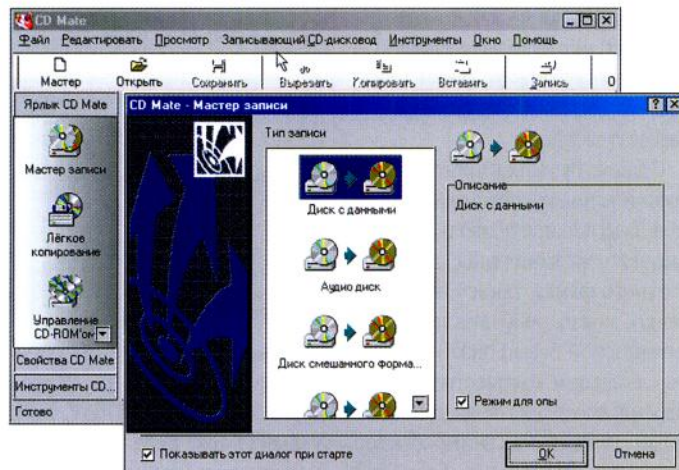 CD Mate
Файл Редактировать Просмотр Записывающий CD-дисковод Инструменты Окно Помощь
Мастер Открыть Сохранить Вырезать Копировать Вставить Запись
Ярлык CD Mate
Мастер записи
Лёгкое
копирование
Управление
CD-ROM'ом
Свойства CD Mate
Инструменты CD...
Готово
CD Mate - Мастер записи
Тип записи
Диск с данными
Аудио диск
Диск смешанного форма...
Описание
Диск с данными
Режим для опы
Показывать этот диалог при старте
OK Отмена